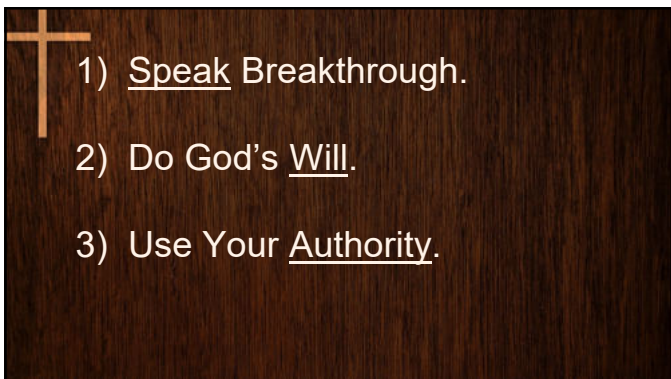 1) Speak Breakthrough.
2) Do God’s Will.
3) Use Your Authority.